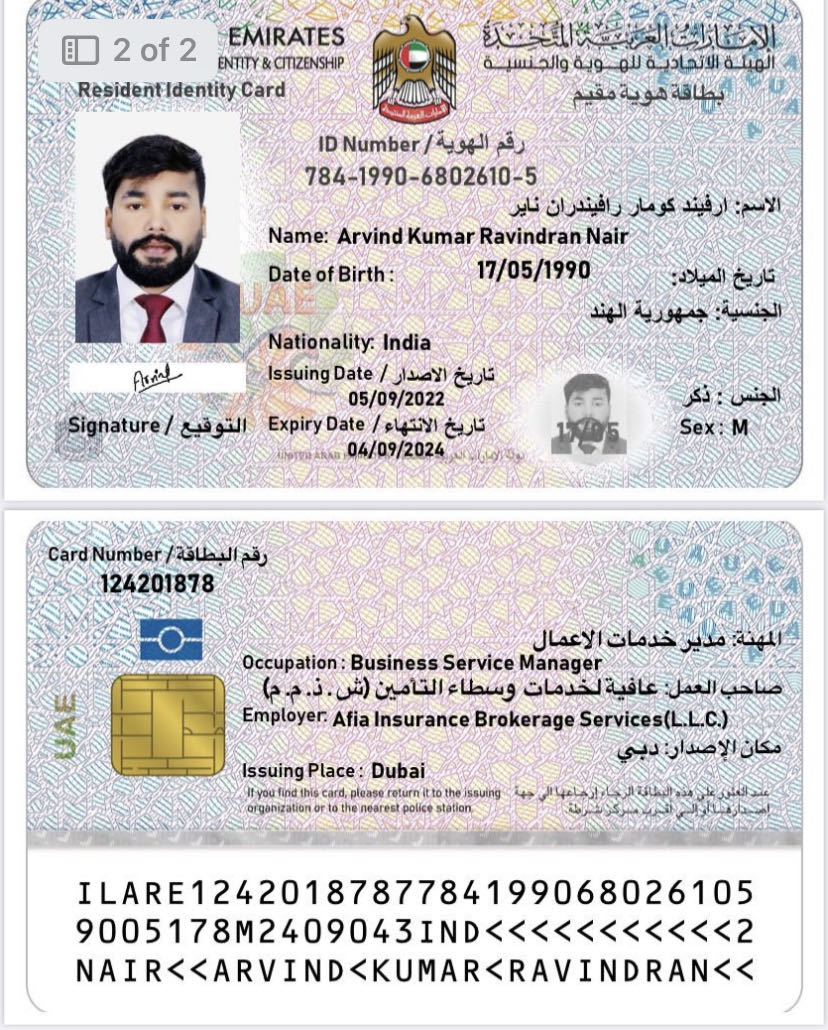 2 of 2
EMIRATES
الإمارات العربية المتحدة
ENTITY & CITIZENSHIP
الهيئة الاتحادية للهوية والجنسية
Resident Identity Card
بطاقة هوية مقيم
ID Number / رقم الهوية
784-1990-6802610-5
الاسم: ارفيند كومار رافيندران ناير
Name: Arvind Kumar Ravindran Nair
Date of Birth : 17/05/1990 تاريخ الميلاد:
الجنسية: جمهورية الهند
Nationality: India
Issuing Date / تاريخ الاصدار
05/09/2022
الجنس : ذكر
Signature / التوقيع
Expiry Date / تاريخ الانتهاء
Sex: M
04/09/2024
UAE
Card Number / رقم البطاقة
124201878
المهنة: مدير خدمات الاعمال
Occupation : Business Service Manager
صاحب العمل: عافية لخدمات وسطاء التأمين (ش.ذ.م.م)
Employer: Afia Insurance Brokerage Services(L.L.C.)
مكان الإصدار: دبي
UAE
Issuing Place : Dubai
If you find this card, please return it to the issuing
organization or to the nearest police station
عند العثور على هذه البطاقة الرجاء إرجاعها الى جهة
اصدارها أو الى أقرب مركز شرطة
ILARE1242018787784199068026105
9005178M2409043IND<<<<<<<<<<<2
NAIR<<ARVIND<KUMAR<RAVINDRAN<<